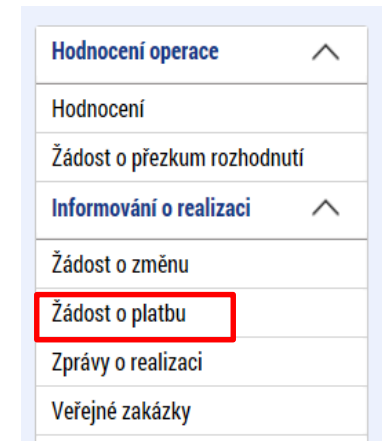 Hodnocení operace
Hodnocení
Žádost o přezkum rozhodnutí
Informování o realizaci
Žádost o změnu
Žádost o platbu
Zprávy o realizaci
Veřejné zakázky